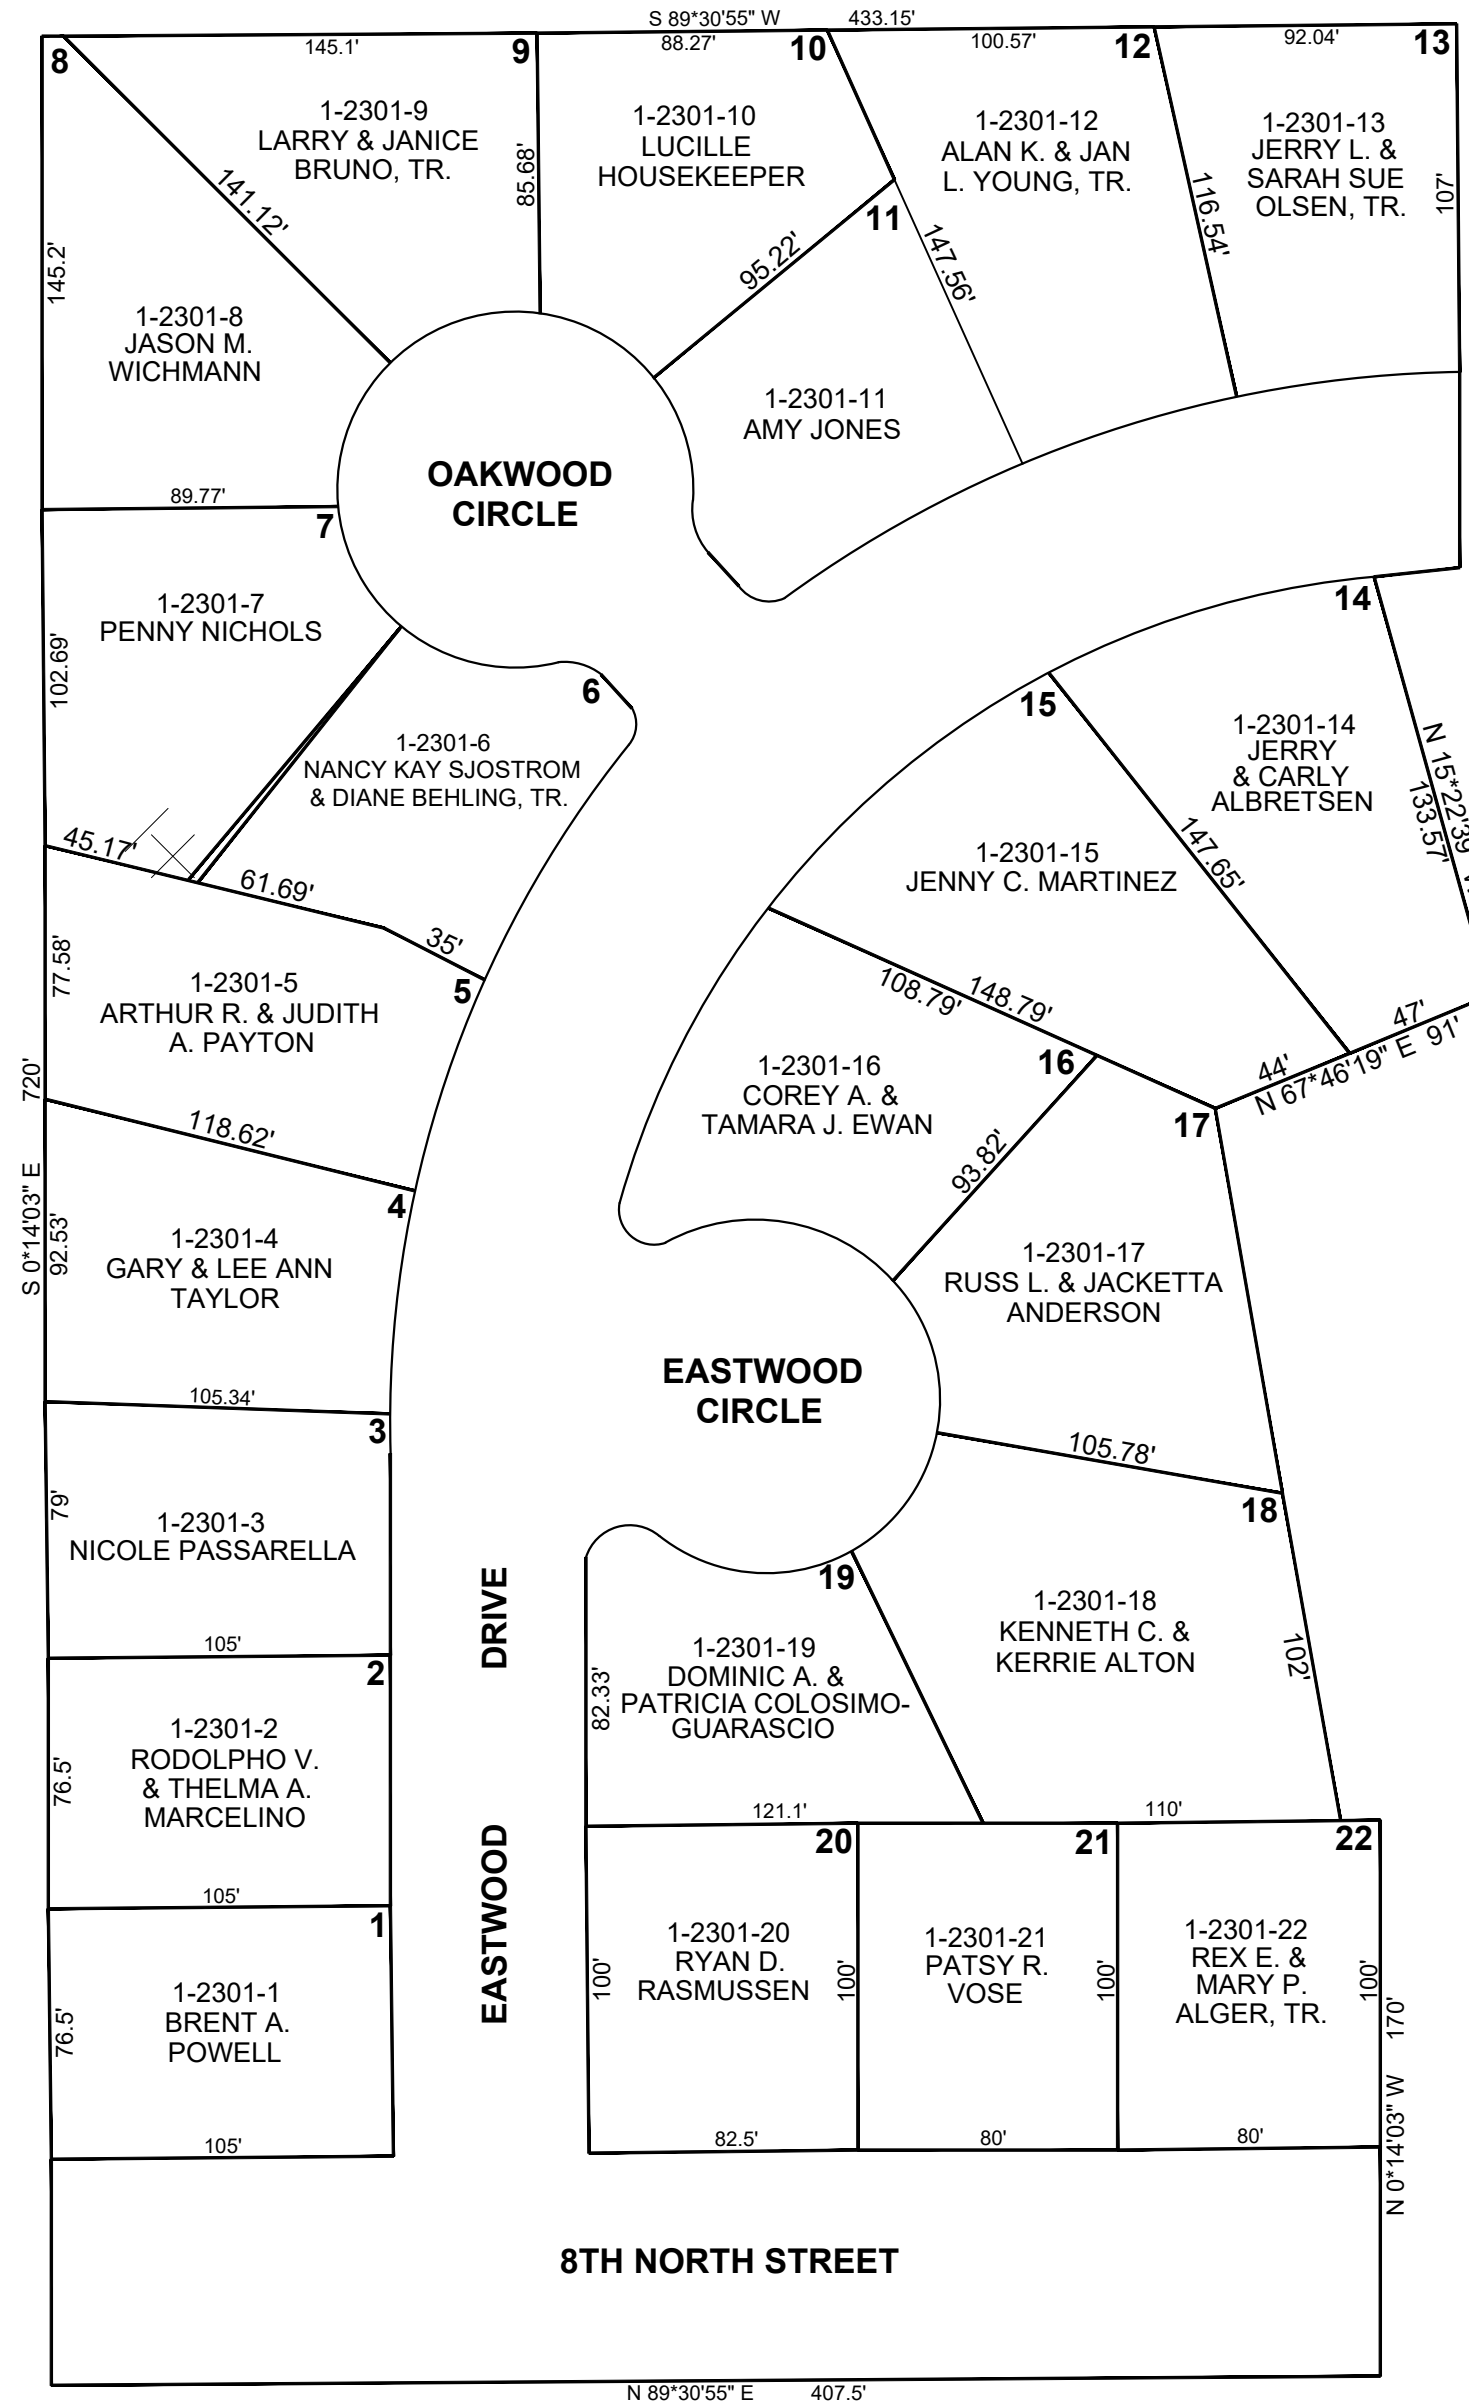 S 89*30'55" W 433.15'
8
145.1'
9
88.27'
10
100.57'
12
92.04'
13
1-2301-9
LARRY & JANICE
BRUNO, TR.
1-2301-10
LUCILLE
HOUSEKEEPER
1-2301-12
ALAN K. & JAN
L. YOUNG, TR.
1-2301-13
JERRY L. &
SARAH SUE
OLSEN, TR.
141.12'
85.68'
116.54'
107'
11
95.22'
147.56'
145.2'
1-2301-8
JASON M.
WICHMANN
1-2301-11
AMY JONES
OAKWOOD
CIRCLE
89.77'
7
1-2301-7
PENNY NICHOLS
102.69'
14
6
15
1-2301-6
NANCY KAY SJOSTROM
& DIANE BEHLING, TR.
1-2301-14
JERRY
& CARLY
ALBRETSEN
N 15*22'39
133.57'
45.17'
61.69'
35'
1-2301-15
JENNY C. MARTINEZ
147.65'
77.58'
5
1-2301-5
ARTHUR R. & JUDITH
A. PAYTON
108.79'
148.79'
47'
44'
N 67*46'19" E 91'
1-2301-16
COREY A. &
TAMARA J. EWAN
16
17
S 0*14'03" E 720'
118.62'
93.82'
4
92.53'
1-2301-4
GARY & LEE ANN
TAYLOR
1-2301-17
RUSS L. & JACKETTA
ANDERSON
EASTWOOD
CIRCLE
105.34'
3
105.78'
18
79'
1-2301-3
NICOLE PASSARELLA
19
1-2301-18
KENNETH C. &
KERRIE ALTON
102'
1-2301-19
DOMINIC A. &
PATRICIA COLOSIMO-
GUARASCIO
82.33'
105'
2
EASTWOOD DRIVE
76.5'
1-2301-2
RODOLPHO V.
& THELMA A.
MARCELINO
121.1'
110'
20
21
22
105'
1
76.5'
1-2301-1
BRENT A.
POWELL
100'
1-2301-20
RYAN D.
RASMUSSEN
100'
1-2301-21
PATSY R.
VOSE
100'
1-2301-22
REX E. &
MARY P.
ALGER, TR.
100'
N 0*14'03" W 170'
105'
82.5'
80'
80'
8TH NORTH STREET
N 89*30'55" E 407.5'